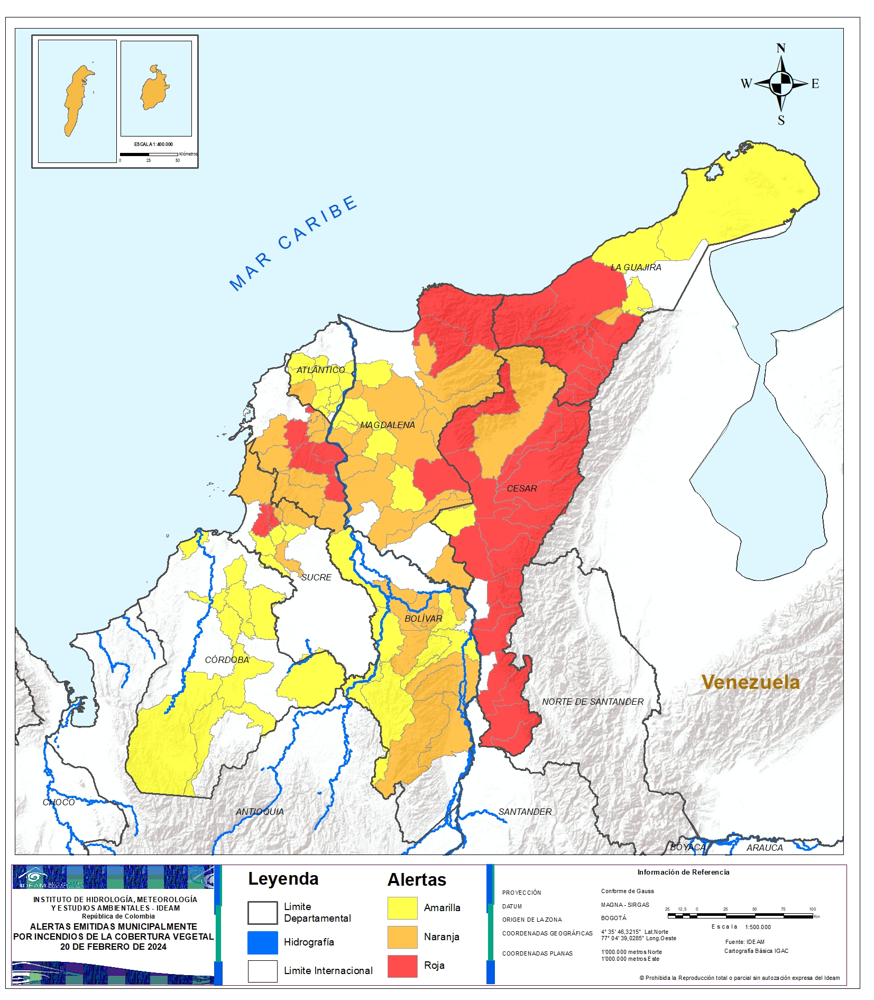 N
W
E
S
ESCALA 1:400.000
Kilómetros
0 25 50
MAR CARIBE
LA GUAJIRA
ATLÁNTICO
MAGDALENA
CESAR
SUCRE
BOLÍVAR
CÓRDOBA
Venezuela
NORTE DE SANTANDER
CHOCÓ
ANTIOQUIA
SANTANDER
BOYACÁ
ARAUCA
IDEAM
INSTITUTO DE HIDROLOGÍA, METEOROLOGÍA
Y ESTUDIOS AMBIENTALES - IDEAM
República de Colombia
ALERTAS EMITIDAS MUNICIPALMENTE
POR INCENDIOS DE LA COBERTURA VEGETAL
20 DE FEBRERO DE 2024
Leyenda
Limite
Departamental
Hidrografía
Limite Internacional
Alertas
Amarilla
Naranja
Roja
Información de Referencia
PROYECCIÓN Conforme de Gauss
DATUM MAGNA - SIRGAS
ORIGEN DE LA ZONA BOGOTÁ
COORDENADAS GEOGRÁFICAS 4° 35' 46,3215" Lat.Norte
77° 04' 39,0285" Long.Oeste
COORDENADAS PLANAS 1'000.000 metros Norte
1'000.000 metros Este
25 12,5 0 25 50 75 100
Km
Escala 1:500.000
Fuente: IDEAM
Cartografía Básica IGAC
© Prohibida la Reproducción total o parcial sin autozación expresa del Ideam